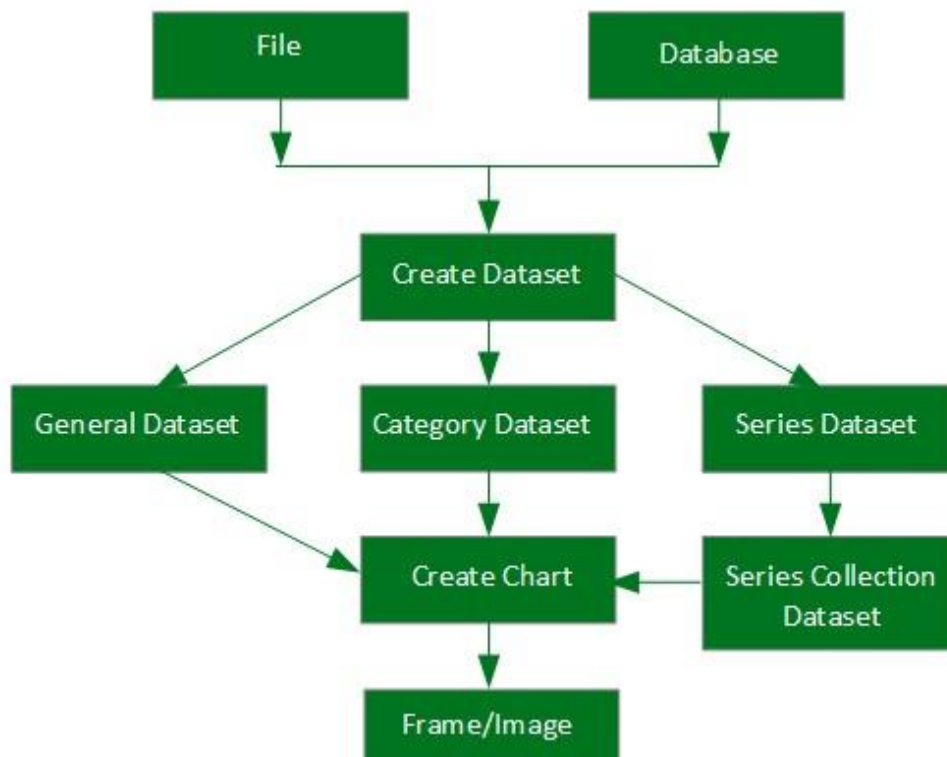 File
Database
Create Dataset
General Dataset
Category Dataset
Series Dataset
Create Chart
Series Collection
Dataset
Frame/Image